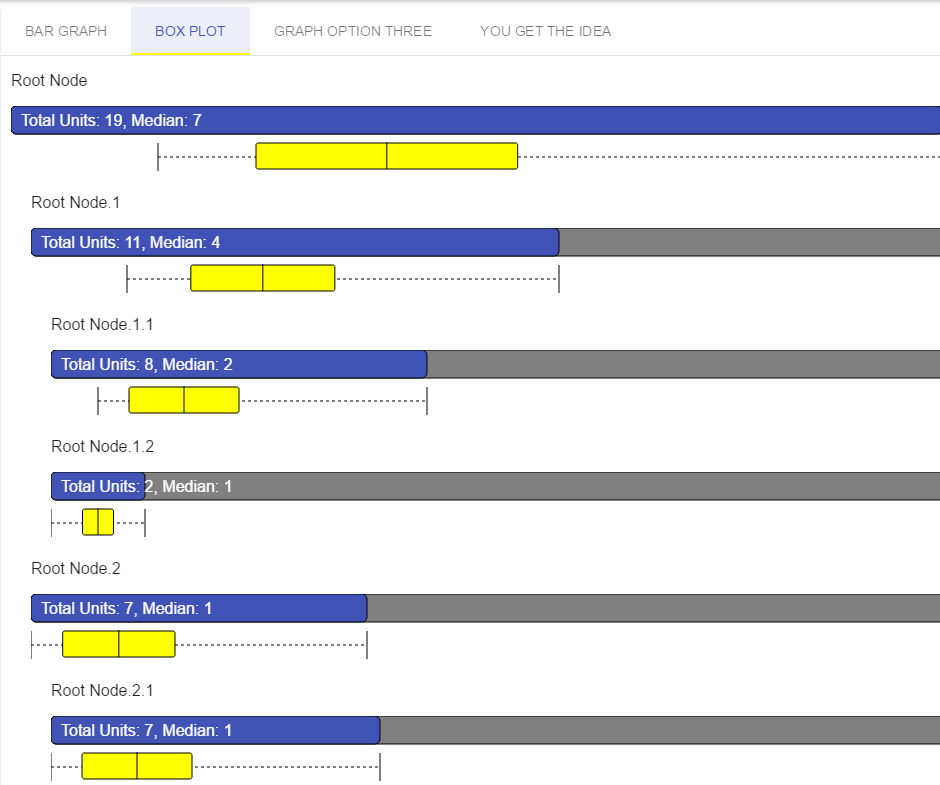 BAR GRAPH BOX PLOT GRAPH OPTION THREE YOU GET THE IDEA
Root Node
Total Units: 19, Median: 7
Root Node.1
Total Units: 11, Median: 4
Root Node.1.1
Total Units: 8, Median: 2
Root Node.1.2
Total Units: 2, Median: 1
Root Node.2
Total Units: 7, Median: 1
Root Node.2.1
Total Units: 7, Median: 1